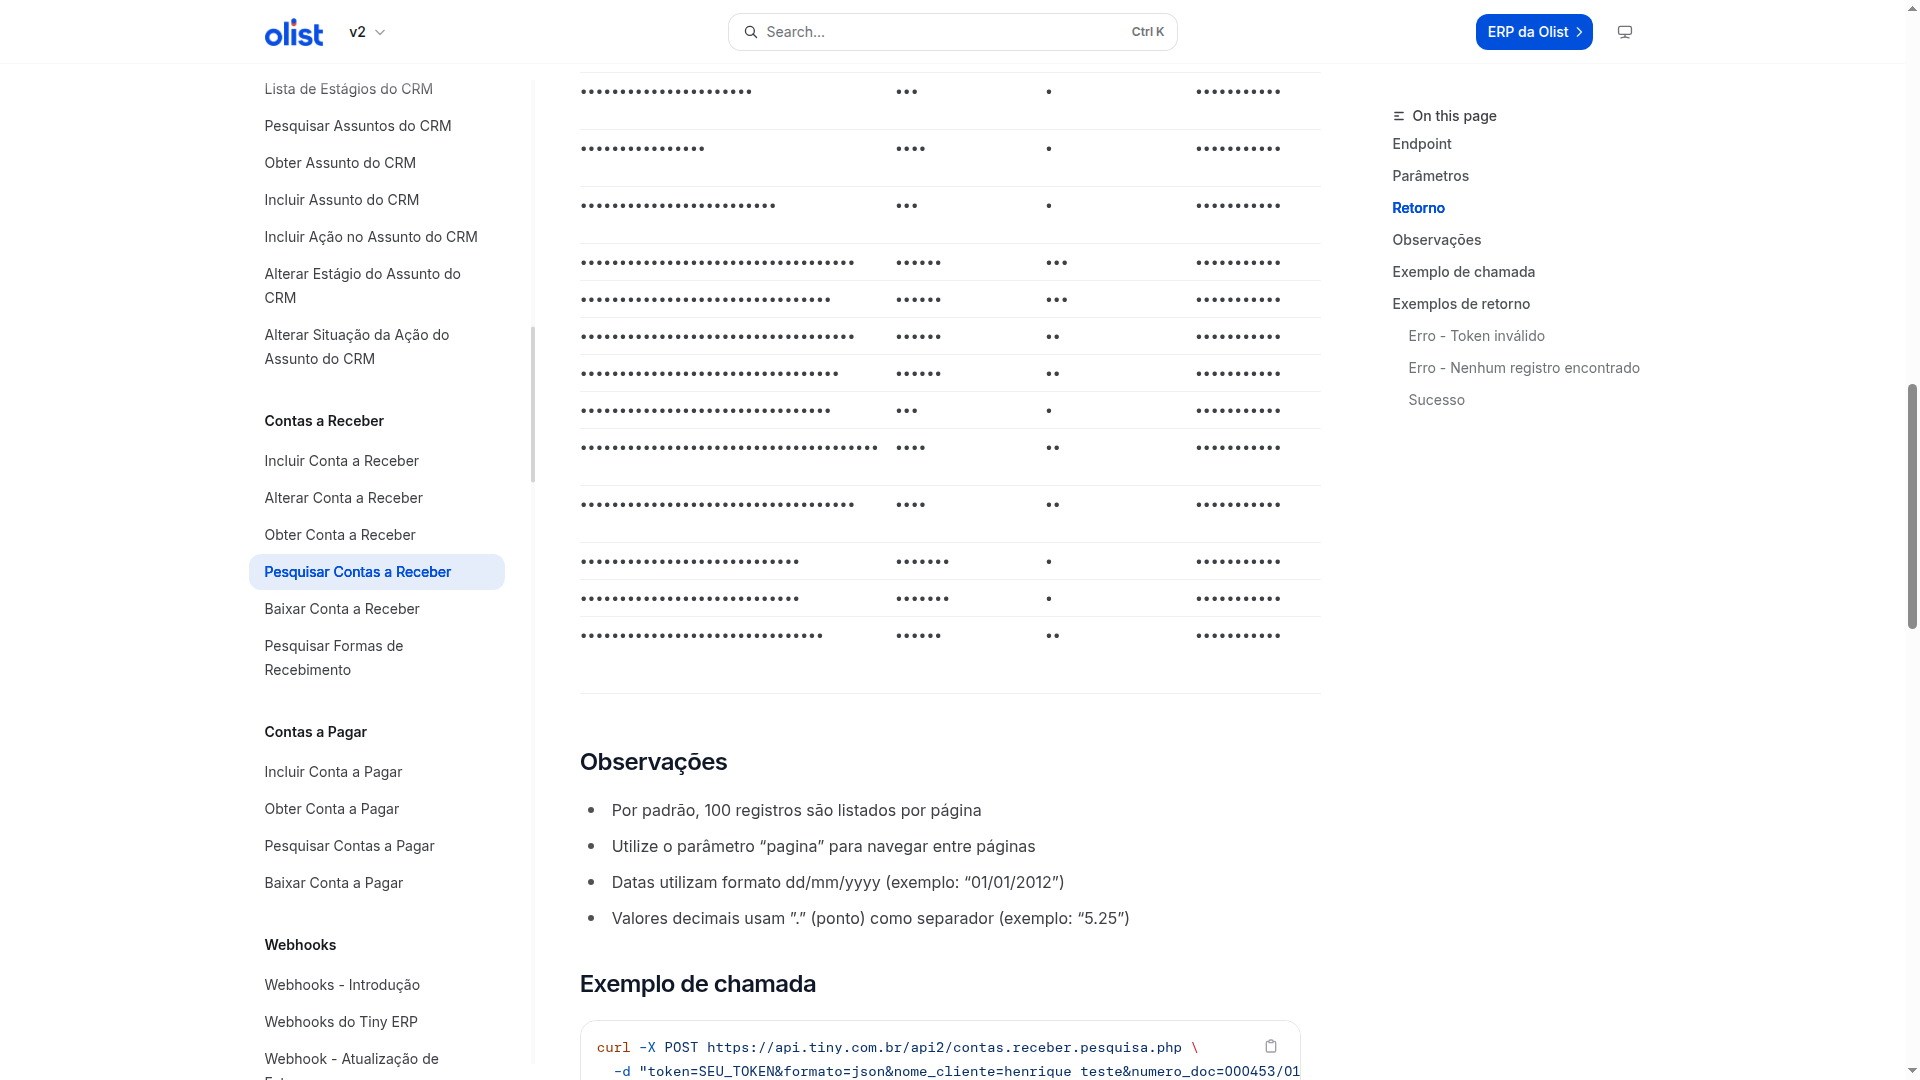 olist
v2
Search...
Ctrl K
ERP da Olist
Lista de Estágios do CRM
Pesquisar Assuntos do CRM
Obter Assunto do CRM
Incluir Assunto do CRM
Incluir Ação no Assunto do CRM
Alterar Estágio do Assunto do
CRM
Alterar Situação da Ação do
Assunto do CRM
Contas a Receber
Incluir Conta a Receber
Alterar Conta a Receber
Obter Conta a Receber
Pesquisar Contas a Receber
Baixar Conta a Receber
Pesquisar Formas de
Recebimento
Contas a Pagar
Incluir Conta a Pagar
Obter Conta a Pagar
Pesquisar Contas a Pagar
Baixar Conta a Pagar
Webhooks
Webhooks - Introdução
Webhooks do Tiny ERP
Webhook - Atualização de
Observações
• Por padrão, 100 registros são listados por página
• Utilize o parâmetro “pagina” para navegar entre páginas
• Datas utilizam formato dd/mm/yyyy (exemplo: “01/01/2012”)
• Valores decimais usam ”.” (ponto) como separador (exemplo: “5.25”)
Exemplo de chamada
curl -X POST https://api.tiny.com.br/api2/contas.receber.pesquisa.php \
-d "token=SEU_TOKEN&formato=json&nome_cliente=henrique teste&numero_doc=000453/01
On this page
Endpoint
Parâmetros
Retorno
Observações
Exemplo de chamada
Exemplos de retorno
Erro - Token inválido
Erro - Nenhum registro encontrado
Sucesso